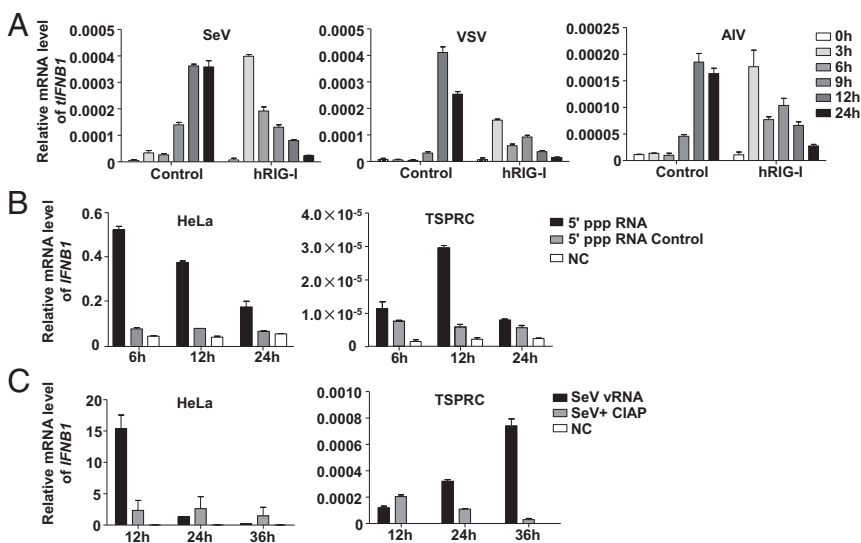 A
Relative mRNA level
of tIFNB1
SeV
0.0005
0.0004
0.0003
0.0002
0.0001
0
Control
hRIG-I
VSV
0.0005
0.0004
0.0003
0.0002
0.0001
0
Control
hRIG-I
AIV
0.00025
0.00020
0.00015
0.00010
0.00005
0
Control
hRIG-I
0h
3h
6h
9h
12h
24h
B
Relative mRNA level
of IFNB1
HeLa
0.6
0.4
0.2
0
6h
12h
24h
TSPRC
4.0×10-5
3.0×10-5
2.0×10-5
1.0×10-5
0
6h
12h
24h
5' ppp RNA
5' ppp RNA Control
NC
C
Relative mRNA level
of IFNB1
HeLa
20
15
10
5
0
12h
24h
36h
TSPRC
0.0010
0.0008
0.0006
0.0004
0.0002
0
12h
24h
36h
SeV vRNA
SeV+ CIAP
NC